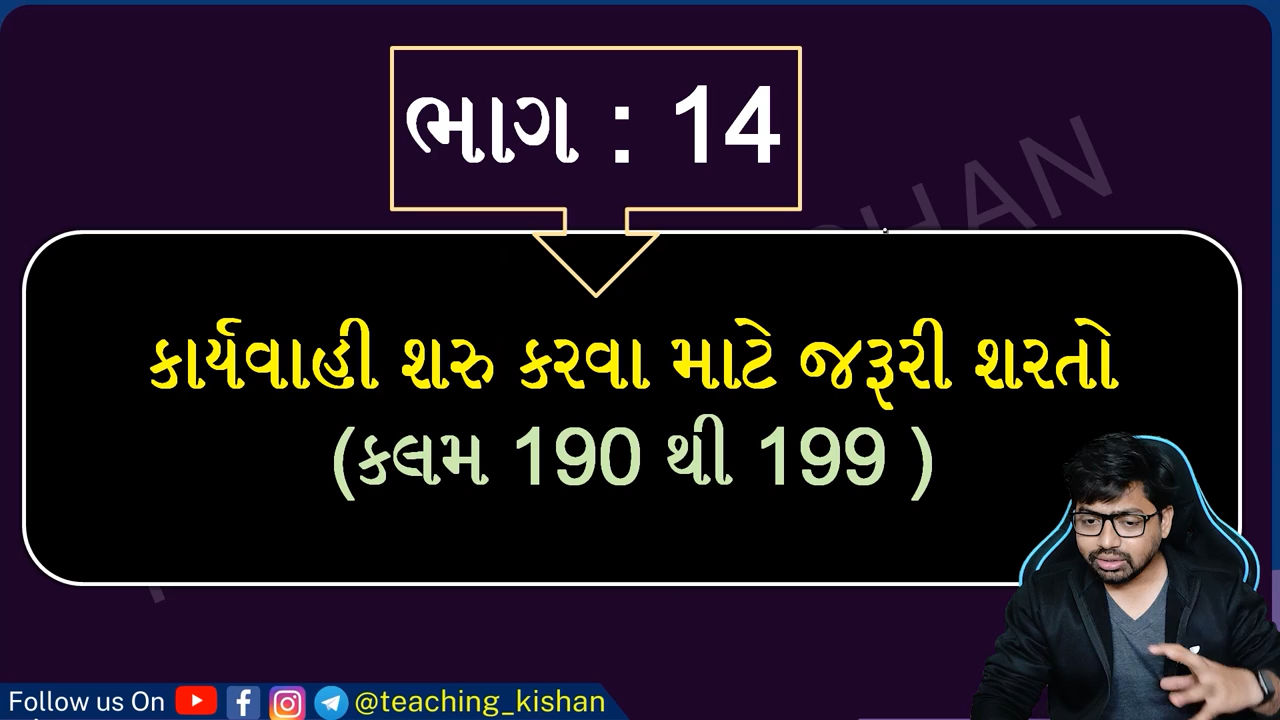 ભાગ : 14
કાર્યવાહી શરુ કરવા માટે જરૂરી શરતો
(કલમ 190 થી 199 )
Follow us On @teaching_kishan